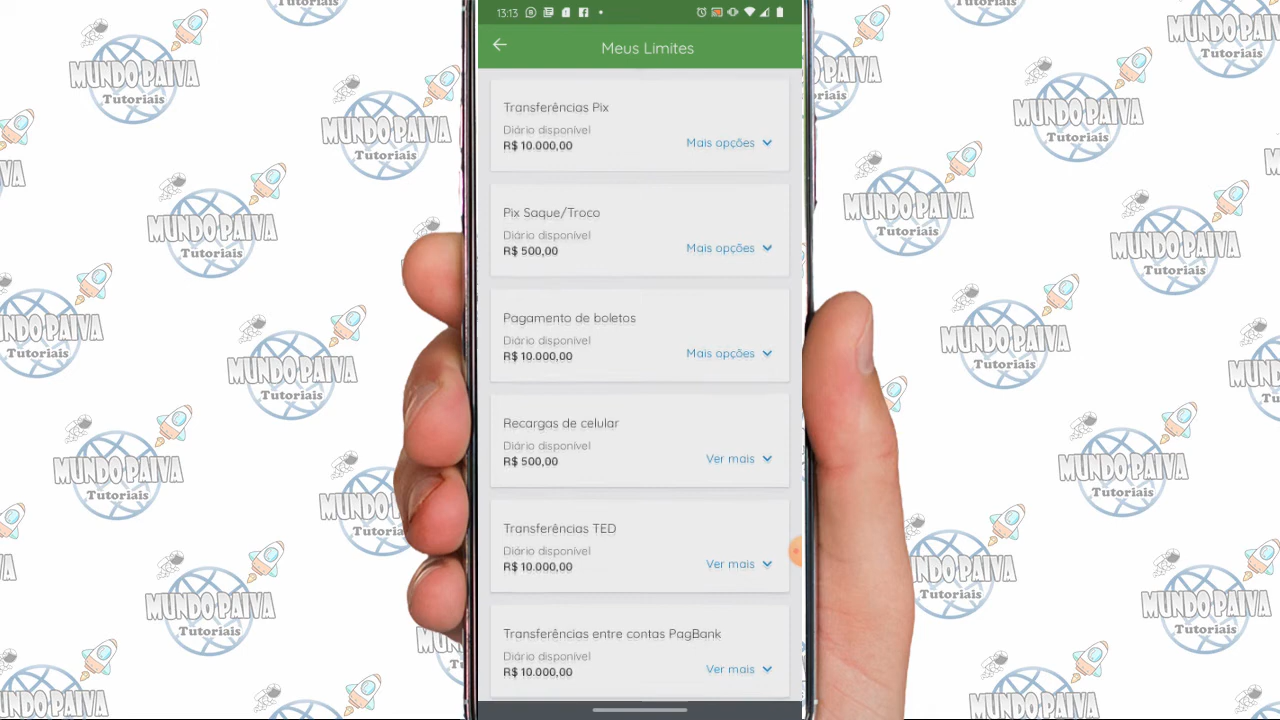 13:13
Meus Limites
Transferências Pix
Diário disponível
R$ 10.000,00
Mais opções
Pix Saque/Troco
Diário disponível
R$ 500,00
Mais opções
Pagamento de boletos
Diário disponível
R$ 10.000,00
Mais opções
Recargas de celular
Diário disponível
R$ 500,00
Ver mais
Transferências TED
Diário disponível
R$ 10.000,00
Ver mais
Transferências entre contas PagBank
Diário disponível
R$ 10.000,00
Ver mais
MUNDO PAIVA
Tutoriais